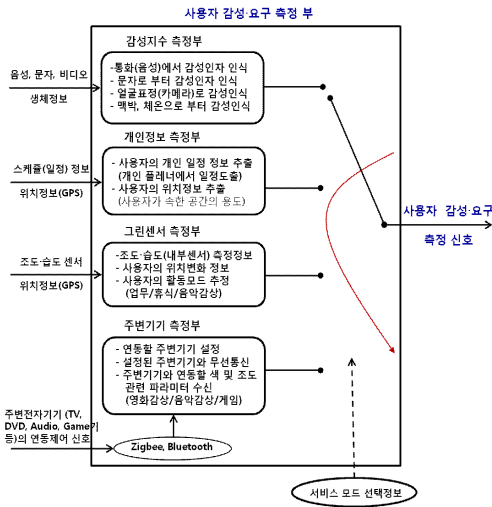 사용자 감성·요구 측정 부
감성지수 측정부
음성, 문자, 비디오
생체정보
-통화(음성)에서 감성인자 인식
- 문자로 부터 감성인자 인식
- 얼굴표정(카메라)로 감성인식
- 맥박, 체온으로 부터 감성인식
개인정보 측정부
스케쥴(일정) 정보
위치정보(GPS)
- 사용자의 개인 일정 정보 추출
(개인 플레너에서 일정도출)
- 사용자의 위치정보 추출
(사용자가 속한 공간의 용도)
사용자 감성·요구
측정 신호
그린센서 측정부
조도·습도 센서
위치정보(GPS)
-조도·습도(내부센서) 측정정보
- 사용자의 위치변화 정보
- 사용자의 활동모드 추정
(업무/휴식/음악감상)
주변기기 측정부
- 연동할 주변기기 설정
- 설정된 주변기기와 무선통신
- 주변기기와 연동할 색 및 조도
관련 파라미터 수신
(영화감상/음악감상/게임)
주변전자기기 (TV,
DVD, Audio, Game기
등)의 연동제어 신호
Zigbee, Bluetooth
서비스 모드 선택정보